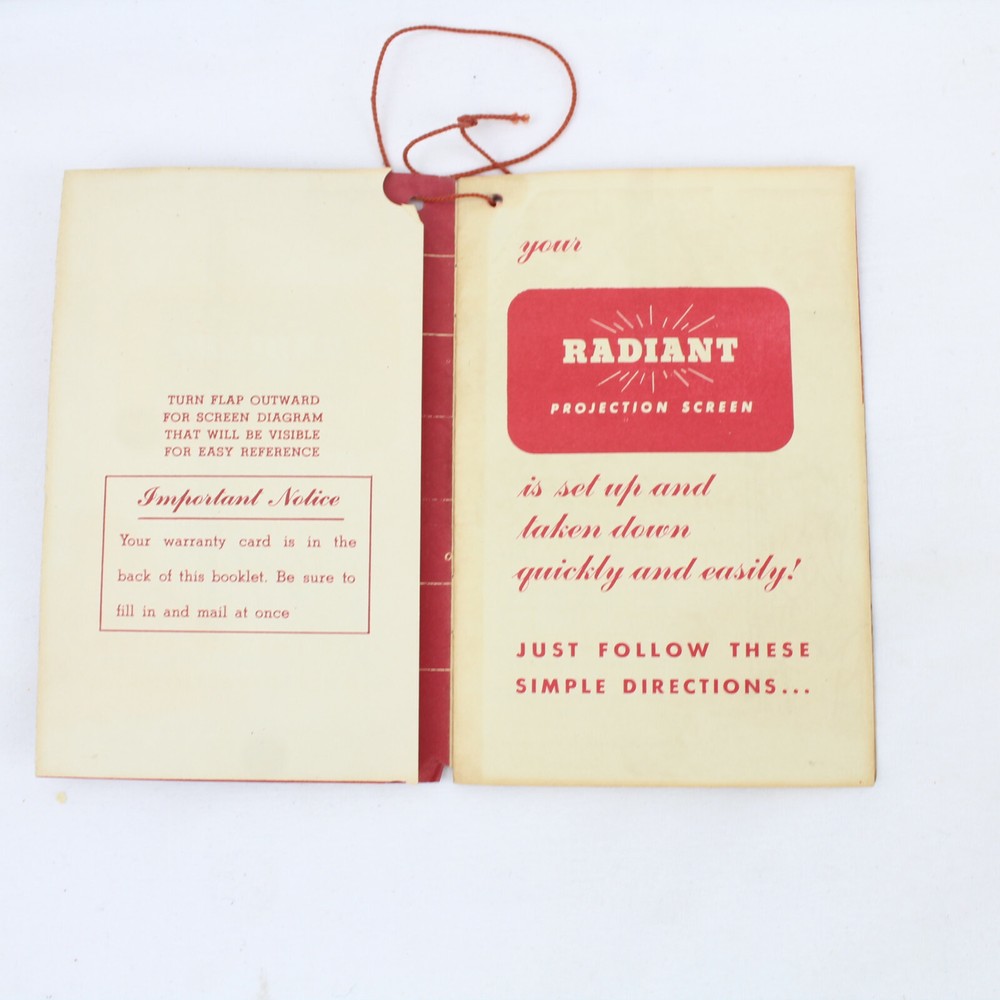 TURN FLAP OUTWARD
FOR SCREEN DIAGRAM
THAT WILL BE VISIBLE
FOR EASY REFERENCE
Important Notice
Your warranty card is in the
back of this booklet. Be sure to
fill in and mail at once
your
RADIANT
PROJECTION SCREEN
is set up and
taken down
quickly and easily!
JUST FOLLOW THESE
SIMPLE DIRECTIONS...